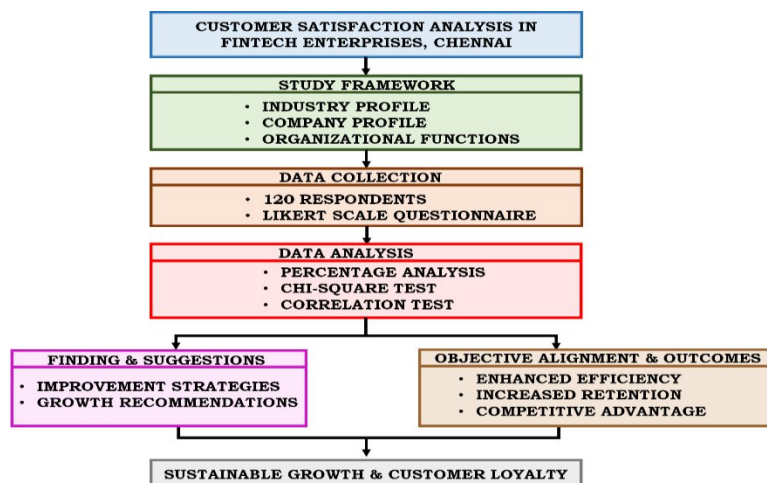 CUSTOMER SATISFACTION ANALYSIS IN
FINTECH ENTERPRISES, CHENNAI
STUDY FRAMEWORK
• INDUSTRY PROFILE
• COMPANY PROFILE
• ORGANIZATIONAL FUNCTIONS
DATA COLLECTION
• 120 RESPONDENTS
• LIKERT SCALE QUESTIONNAIRE
DATA ANALYSIS
• PERCENTAGE ANALYSIS
• CHI-SQUARE TEST
• CORRELATION TEST
FINDING & SUGGESTIONS
• IMPROVEMENT STRATEGIES
• GROWTH RECOMMENDATIONS
OBJECTIVE ALIGNMENT & OUTCOMES
• ENHANCED EFFICIENCY
• INCREASED RETENTION
• COMPETITIVE ADVANTAGE
SUSTAINABLE GROWTH & CUSTOMER LOYALTY